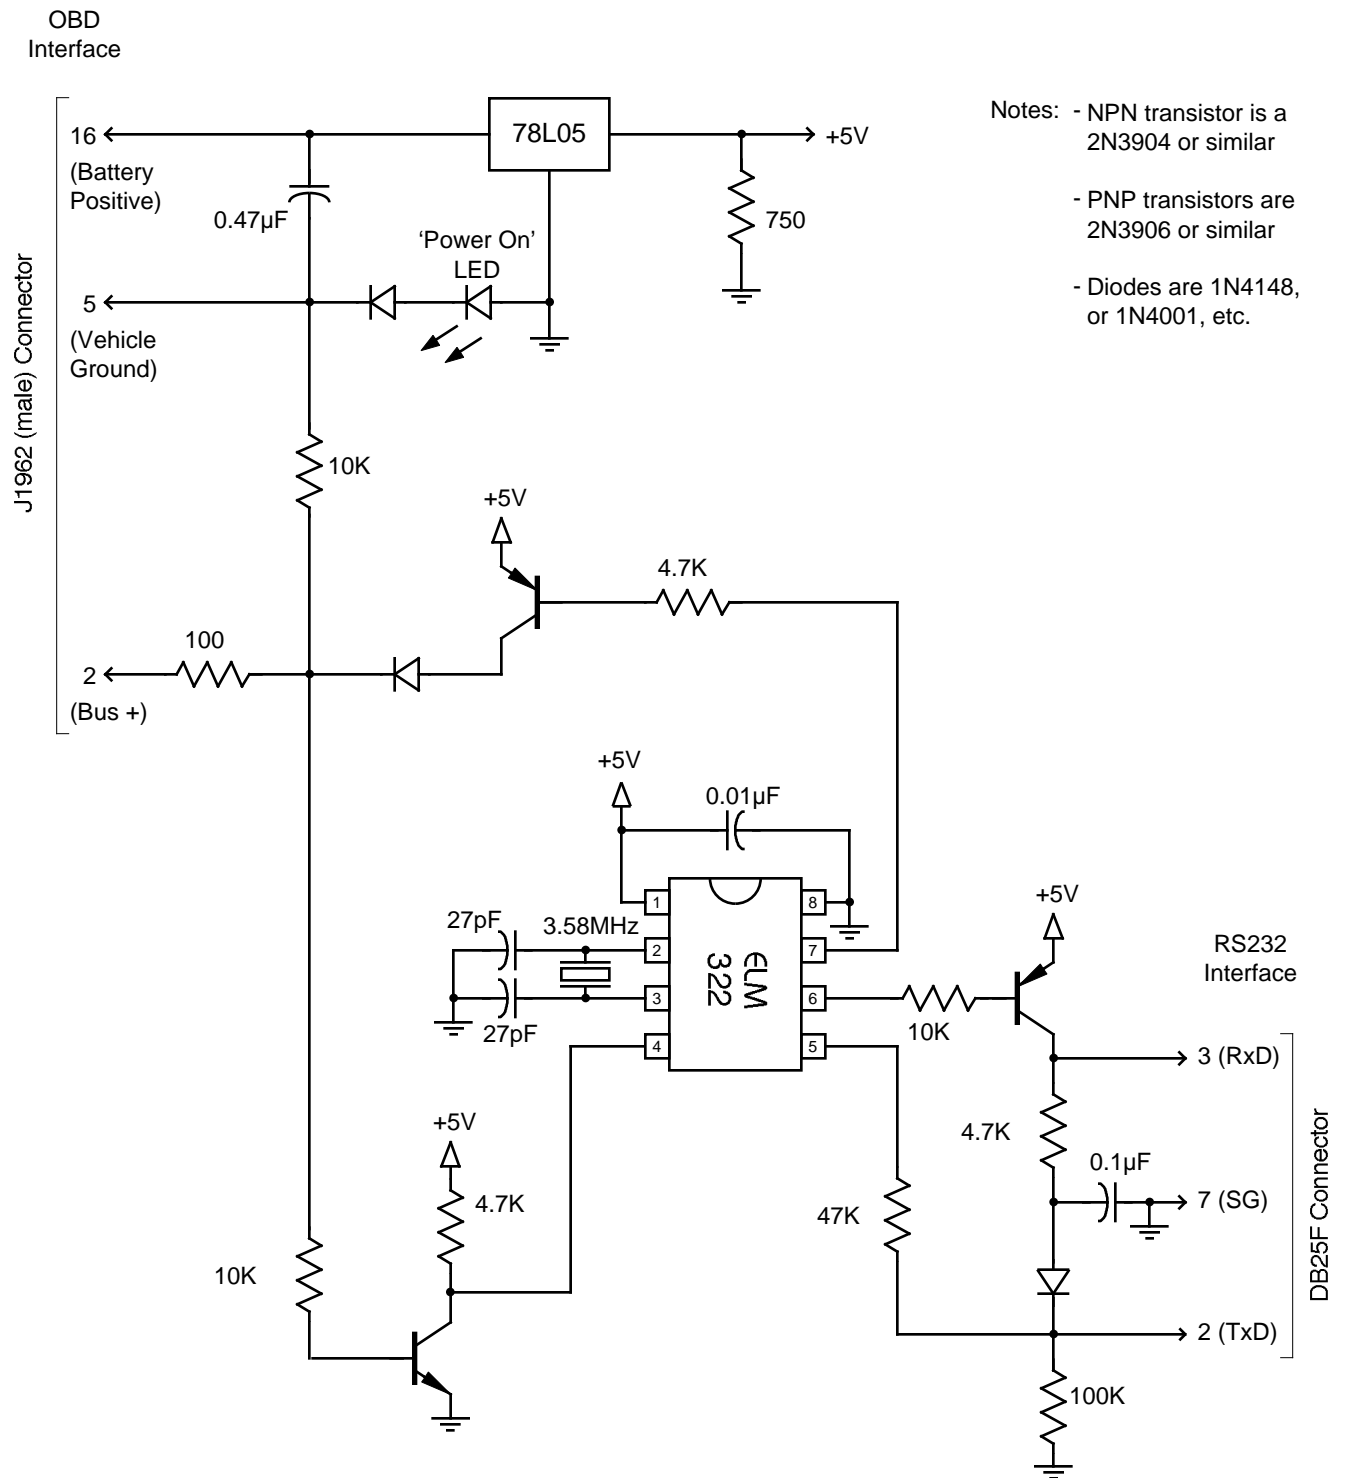 OBD
Interface
J1962 (male) Connector
16
(Battery
Positive)
78L05
+5V
0.47µF
750
‘Power On’
LED
5
(Vehicle
Ground)
Notes: - NPN transistor is a
2N3904 or similar
- PNP transistors are
2N3906 or similar
- Diodes are 1N4148,
or 1N4001, etc.
10K
+5V
4.7K
100
2
(Bus +)
+5V
0.01µF
27pF
3.58MHz
27pF
1
2
3
4
8
7
6
5
ELM
322
10K
+5V
RS232
Interface
3 (RxD)
4.7K
0.1µF
7 (SG)
DB25F Connector
47K
2 (TxD)
100K
+5V
4.7K
10K